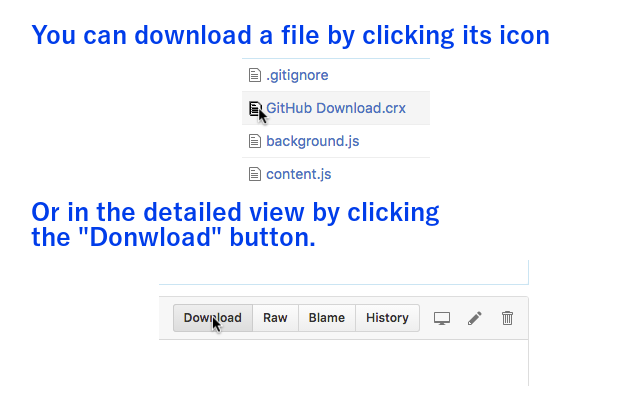 You can download a file by clicking its icon
.gitignore
GitHub Download.crx
background.js
content.js
Or in the detailed view by clicking
the "Donwload" button.
Download Raw Blame History